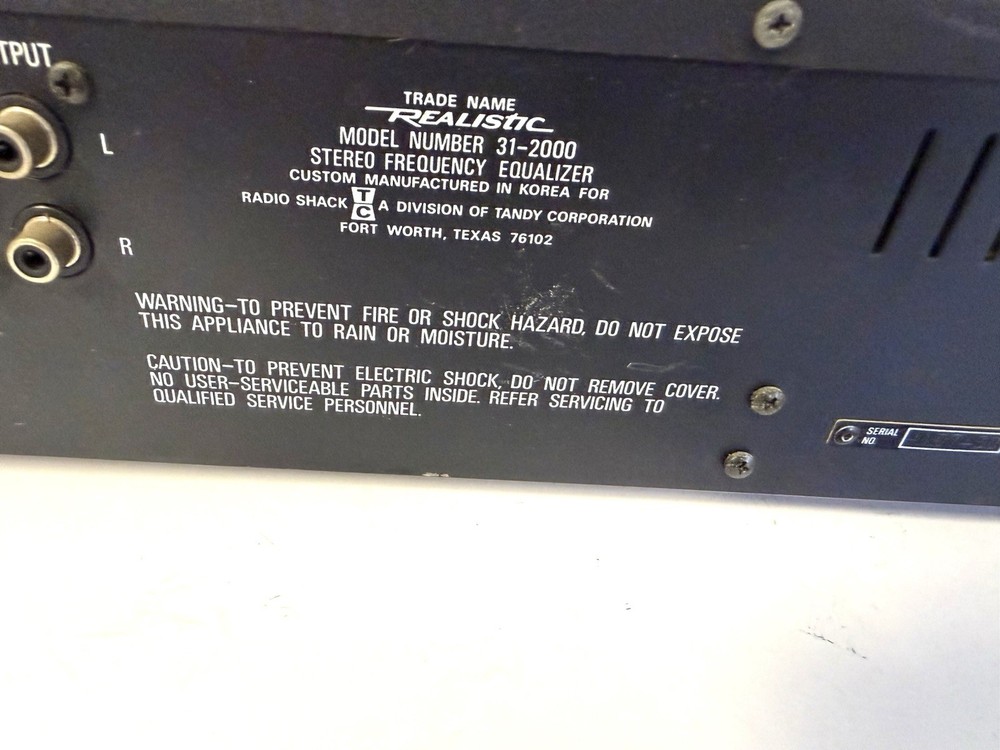 TPUT
L
R
TRADE NAME
REALISTIC
MODEL NUMBER 31-2000
STEREO FREQUENCY EQUALIZER
CUSTOM MANUFACTURED IN KOREA FOR
RADIO SHACK TC A DIVISION OF TANDY CORPORATION
FORT WORTH, TEXAS 76102
WARNING-TO PREVENT FIRE OR SHOCK HAZARD, DO NOT EXPOSE
THIS APPLIANCE TO RAIN OR MOISTURE.
CAUTION-TO PREVENT ELECTRIC SHOCK, DO NOT REMOVE COVER.
NO USER-SERVICEABLE PARTS INSIDE. REFER SERVICING TO
QUALIFIED SERVICE PERSONNEL.
SERIAL
NO.